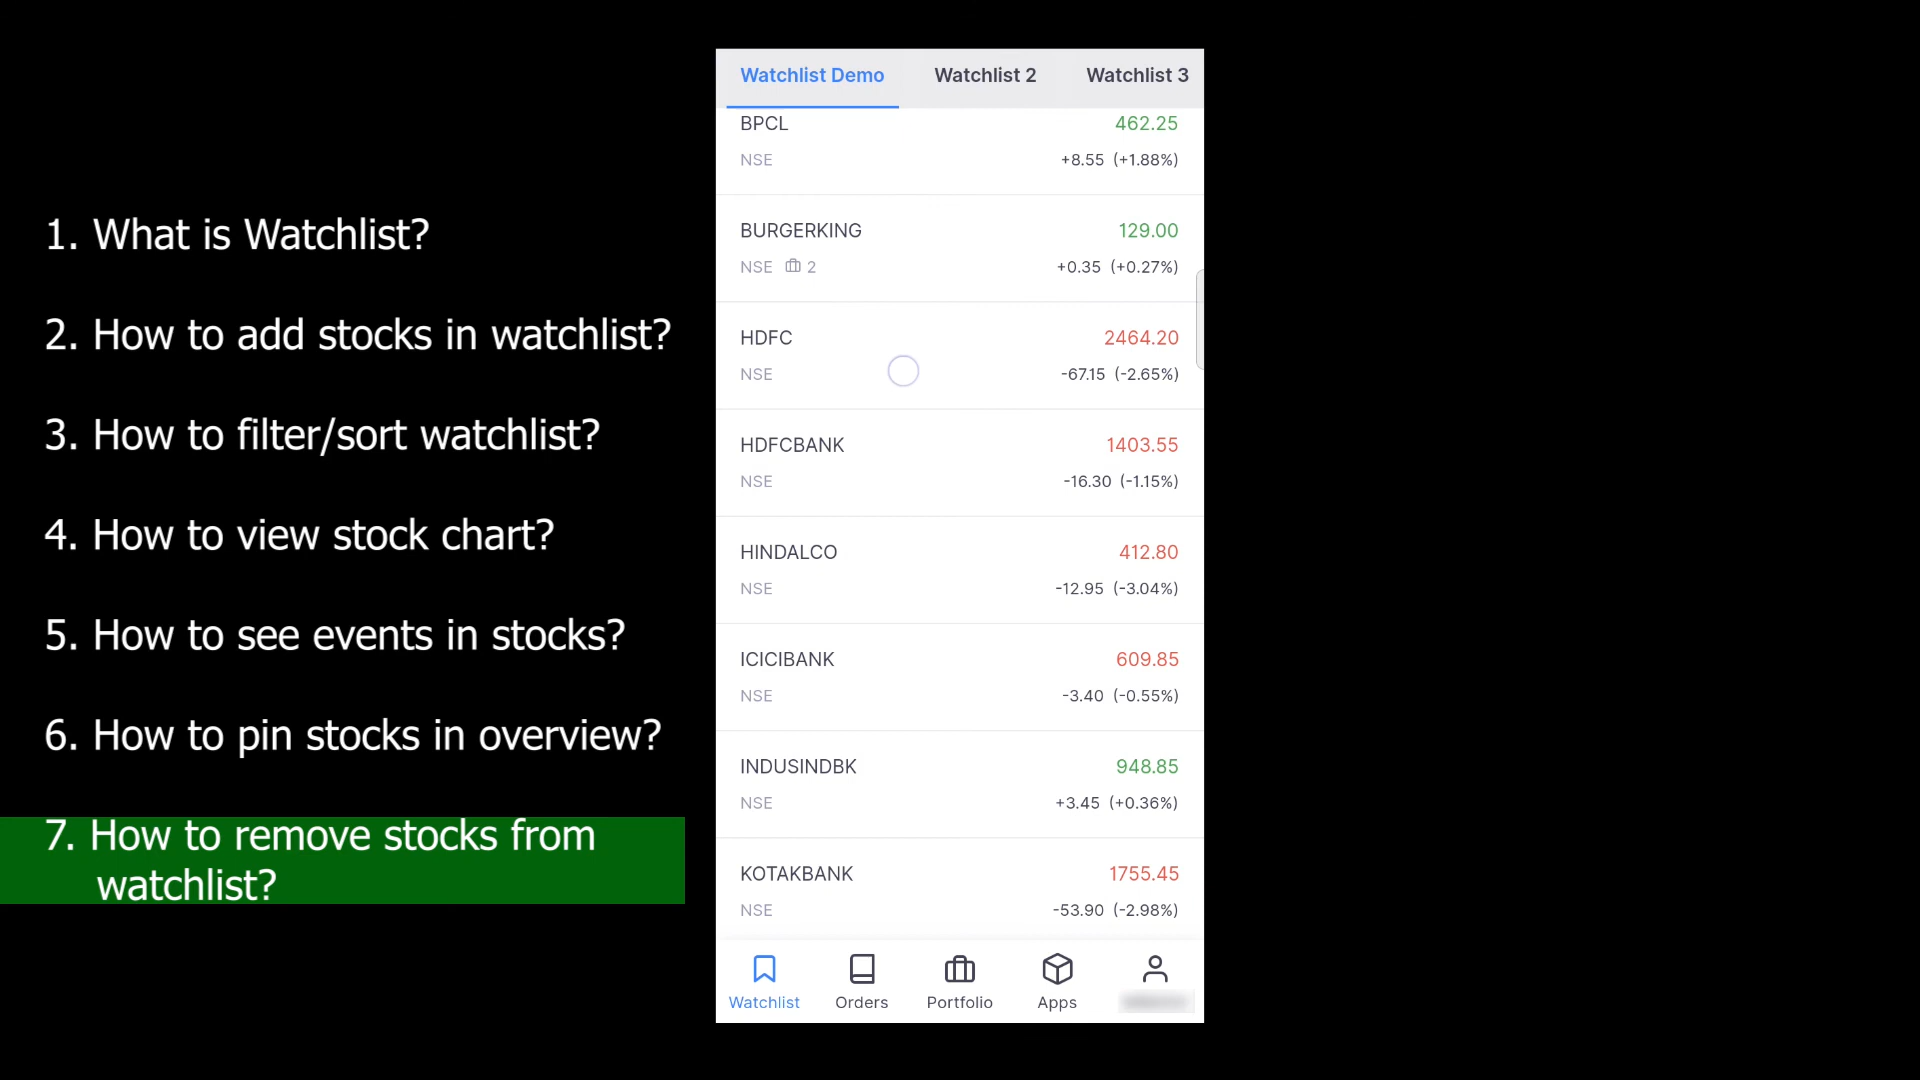 1. What is Watchlist?
2. How to add stocks in watchlist?
3. How to filter/sort watchlist?
4. How to view stock chart?
5. How to see events in stocks?
6. How to pin stocks in overview?
7. How to remove stocks from
watchlist?
Watchlist Demo Watchlist 2 Watchlist 3
BPCL 462.25
NSE +8.55 (+1.88%)
BURGERKING 129.00
NSE 2 +0.35 (+0.27%)
HDFC 2464.20
NSE -67.15 (-2.65%)
HDFCBANK 1403.55
NSE -16.30 (-1.15%)
HINDALCO 412.80
NSE -12.95 (-3.04%)
ICICIBANK 609.85
NSE -3.40 (-0.55%)
INDUSINDBK 948.85
NSE +3.45 (+0.36%)
KOTAKBANK 1755.45
NSE -53.90 (-2.98%)
Watchlist Orders Portfolio Apps